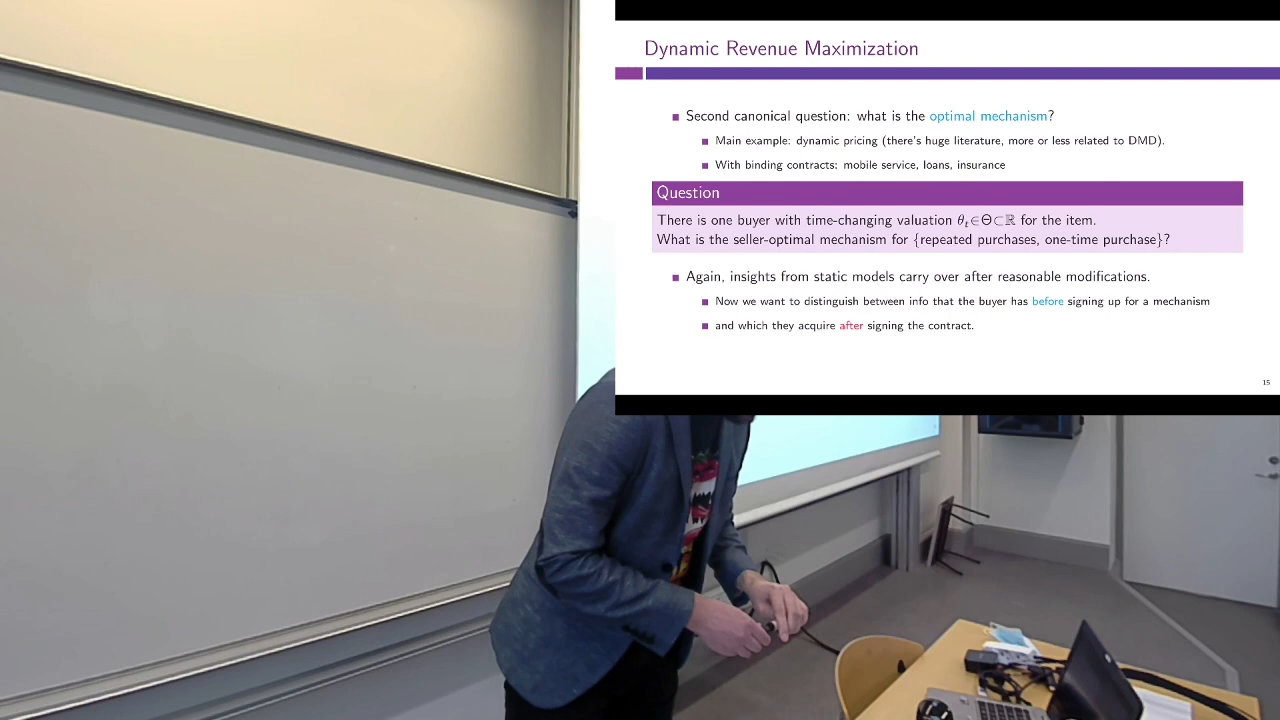 Dynamic Revenue Maximization
Second canonical question: what is the optimal mechanism?
Main example: dynamic pricing (there's huge literature, more or less related to DMD).
With binding contracts: mobile service, loans, insurance
Question
There is one buyer with time-changing valuation θₜ∈Θ⊂ℝ for the item.
What is the seller-optimal mechanism for {repeated purchases, one-time purchase}?
Again, insights from static models carry over after reasonable modifications.
Now we want to distinguish between info that the buyer has before signing up for a mechanism
and which they acquire after signing the contract.
15